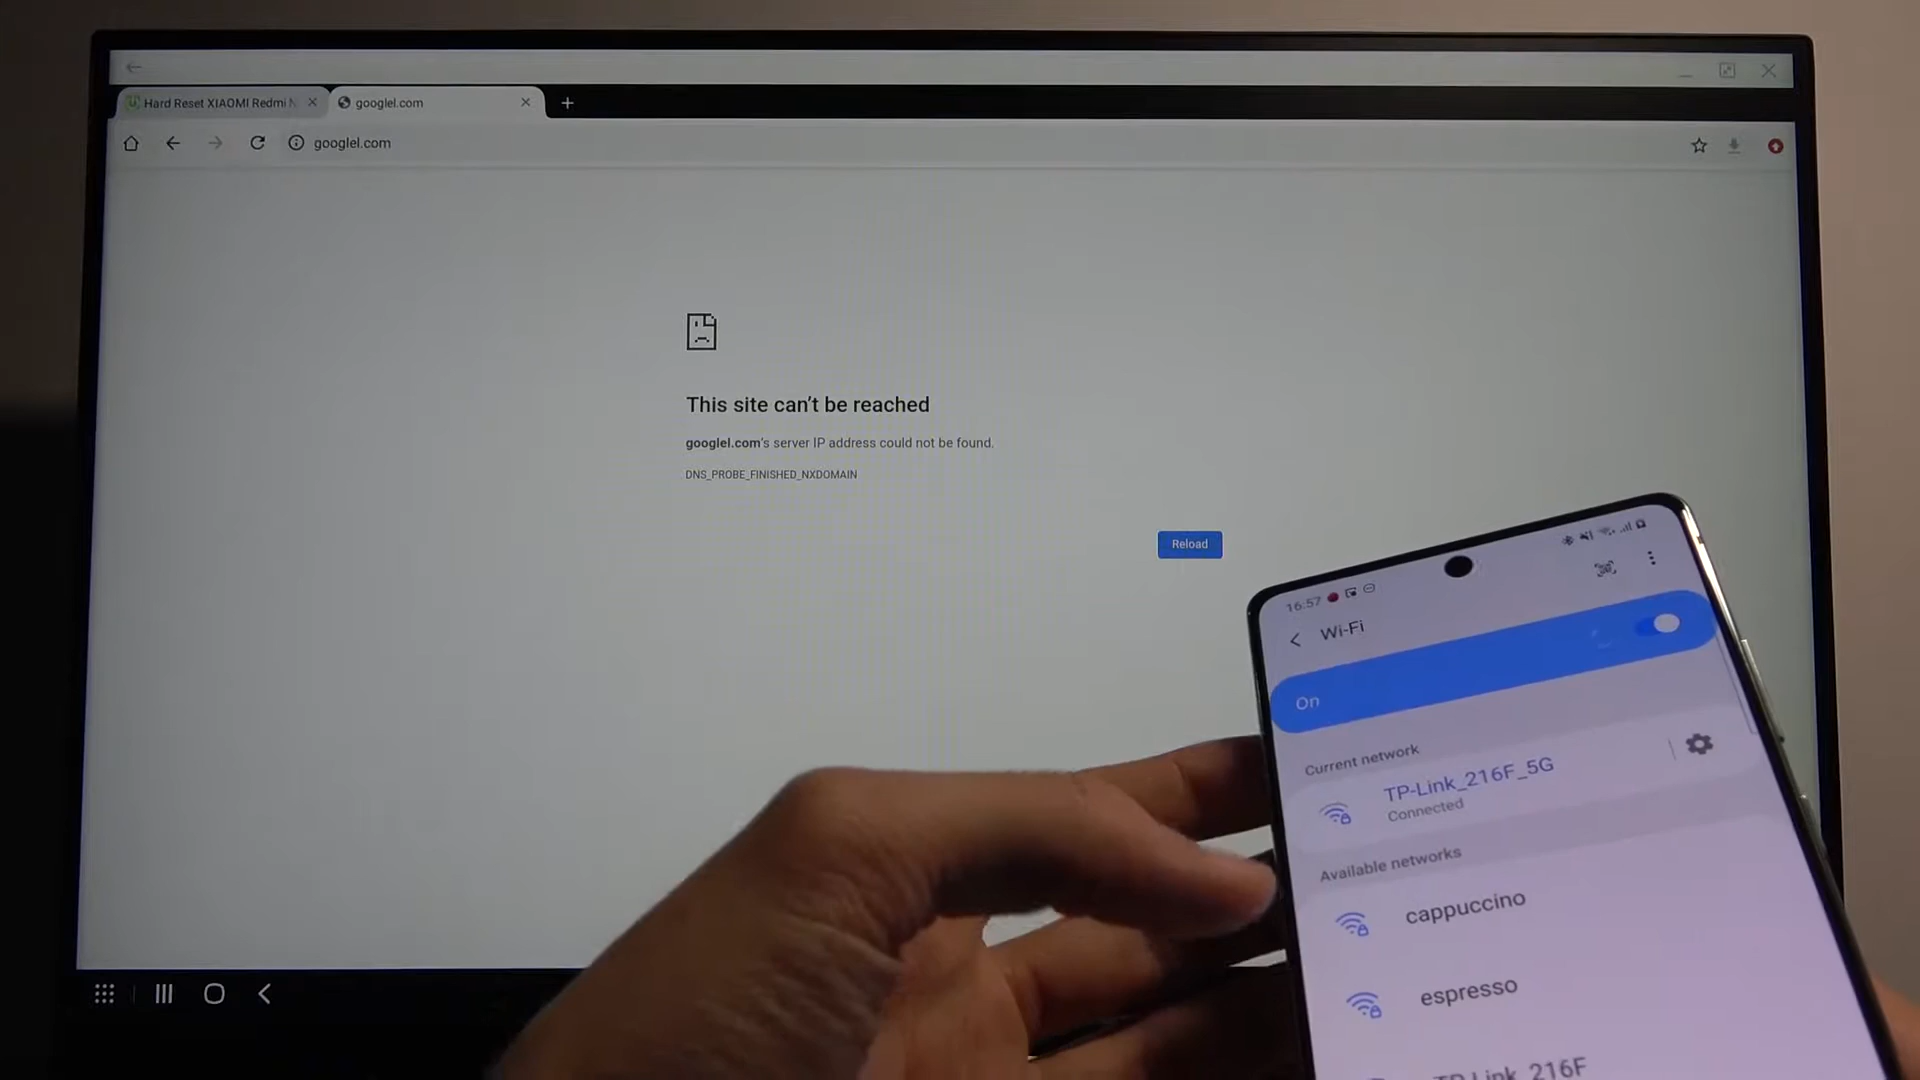 Hard Reset XIAOMI Redmi N
googlel.com
googlel.com
This site can't be reached
googlel.com's server IP address could not be found.
DNS_PROBE_FINISHED_NXDOMAIN
Reload
16:57
Wi-Fi
On
Current network
TP-Link_216F_5G
Connected
Available networks
cappuccino
espresso
TP-Link_216F